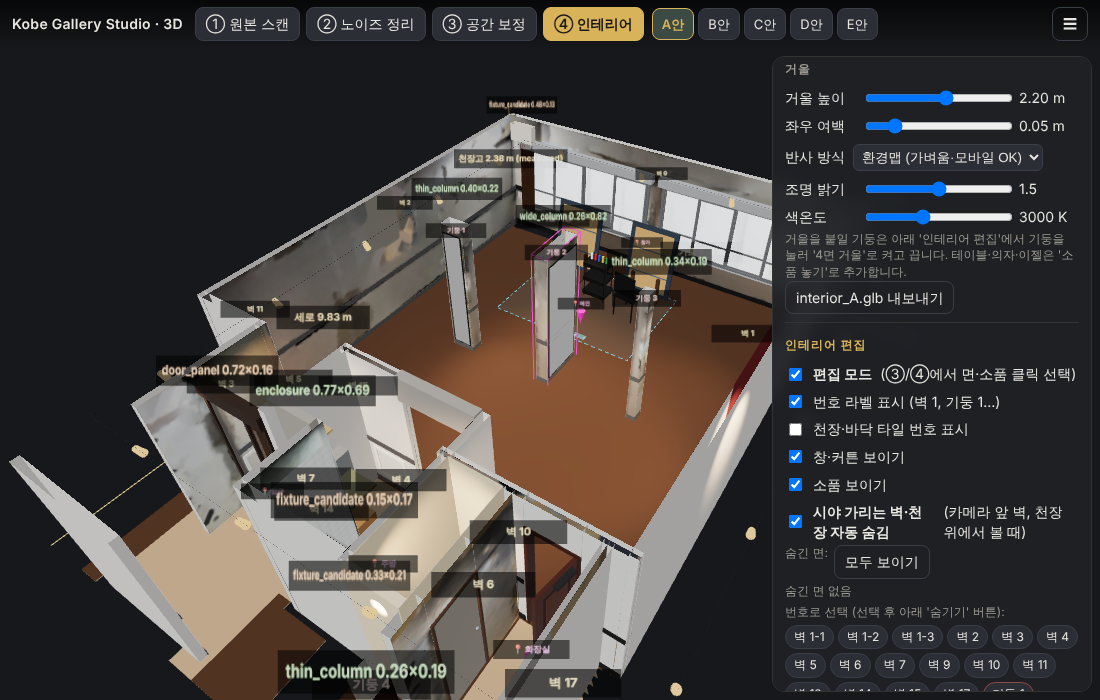 Kobe Gallery Studio · 3D
① 원본 스캔
② 노이즈 정리
③ 공간 보정
④ 인테리어
A안
B안
C안
D안
E안
거울
거울 높이 2.20 m
좌우 여백 0.05 m
반사 방식 환경맵 (가벼움·모바일 OK)
조명 밝기 1.5
색온도 3000 K
거울을 붙일 기둥은 아래 '인테리어 편집'에서 기둥을
눌러 '4면 거울'로 켜고 끕니다. 테이블·의자·이젤은 '소
품 놓기'로 추가합니다.
interior_A.glb 내보내기
인테리어 편집
편집 모드 (③/④에서 면·소품 클릭 선택)
번호 라벨 표시 (벽 1, 기둥 1…)
천장·바닥 타일 번호 표시
창·커튼 보이기
소품 보이기
시야 가리는 벽·천
장 자동 숨김
(카메라 앞 벽, 천장
위에서 볼 때)
숨긴 면:
모두 보이기
숨긴 면 없음
번호로 선택 (선택 후 아래 '숨기기' 버튼):
벽 1-1
벽 1-2
벽 1-3
벽 2
벽 3
벽 4
벽 5
벽 6
벽 7
벽 9
벽 10
벽 11
천장고 2.38 m
thin_column 0.40×0.22
벽 2
wide_column 0.26×0.82
기둥 1
기둥 2
thin_column 0.34×0.19
기둥 3
벽 11
세로 9.83 m
벽 1
door_panel 0.72×0.16
벽 3
enclosure 0.77×0.69
벽 7
벽 4
fixture_candidate 0.15×0.17
벽 10
fixture_candidate 0.33×0.21
벽 6
화장실
thin_column 0.26×0.19
벽 17